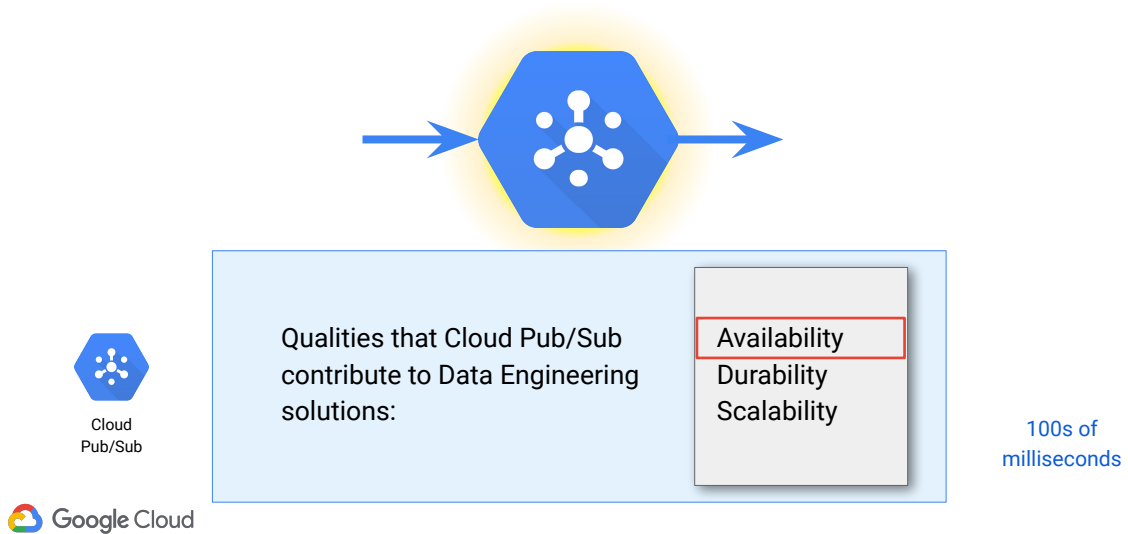 Qualities that Cloud Pub/Sub
contribute to Data Engineering
solutions:
Availability
Durability
Scalability
Cloud
Pub/Sub
100s of
milliseconds
Google Cloud